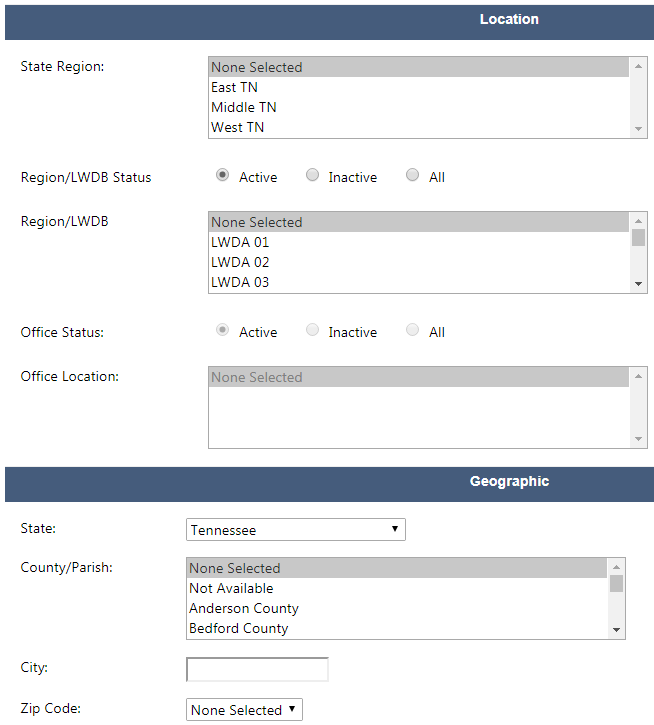 Location
State Region:
None Selected
East TN
Middle TN
West TN
Region/LWDB Status
Active Inactive All
Region/LWDB
None Selected
LWDA 01
LWDA 02
LWDA 03
Office Status:
Active Inactive All
Office Location:
None Selected
Geographic
State:
Tennessee
County/Parish:
None Selected
Not Available
Anderson County
Bedford County
City:
Zip Code:
None Selected